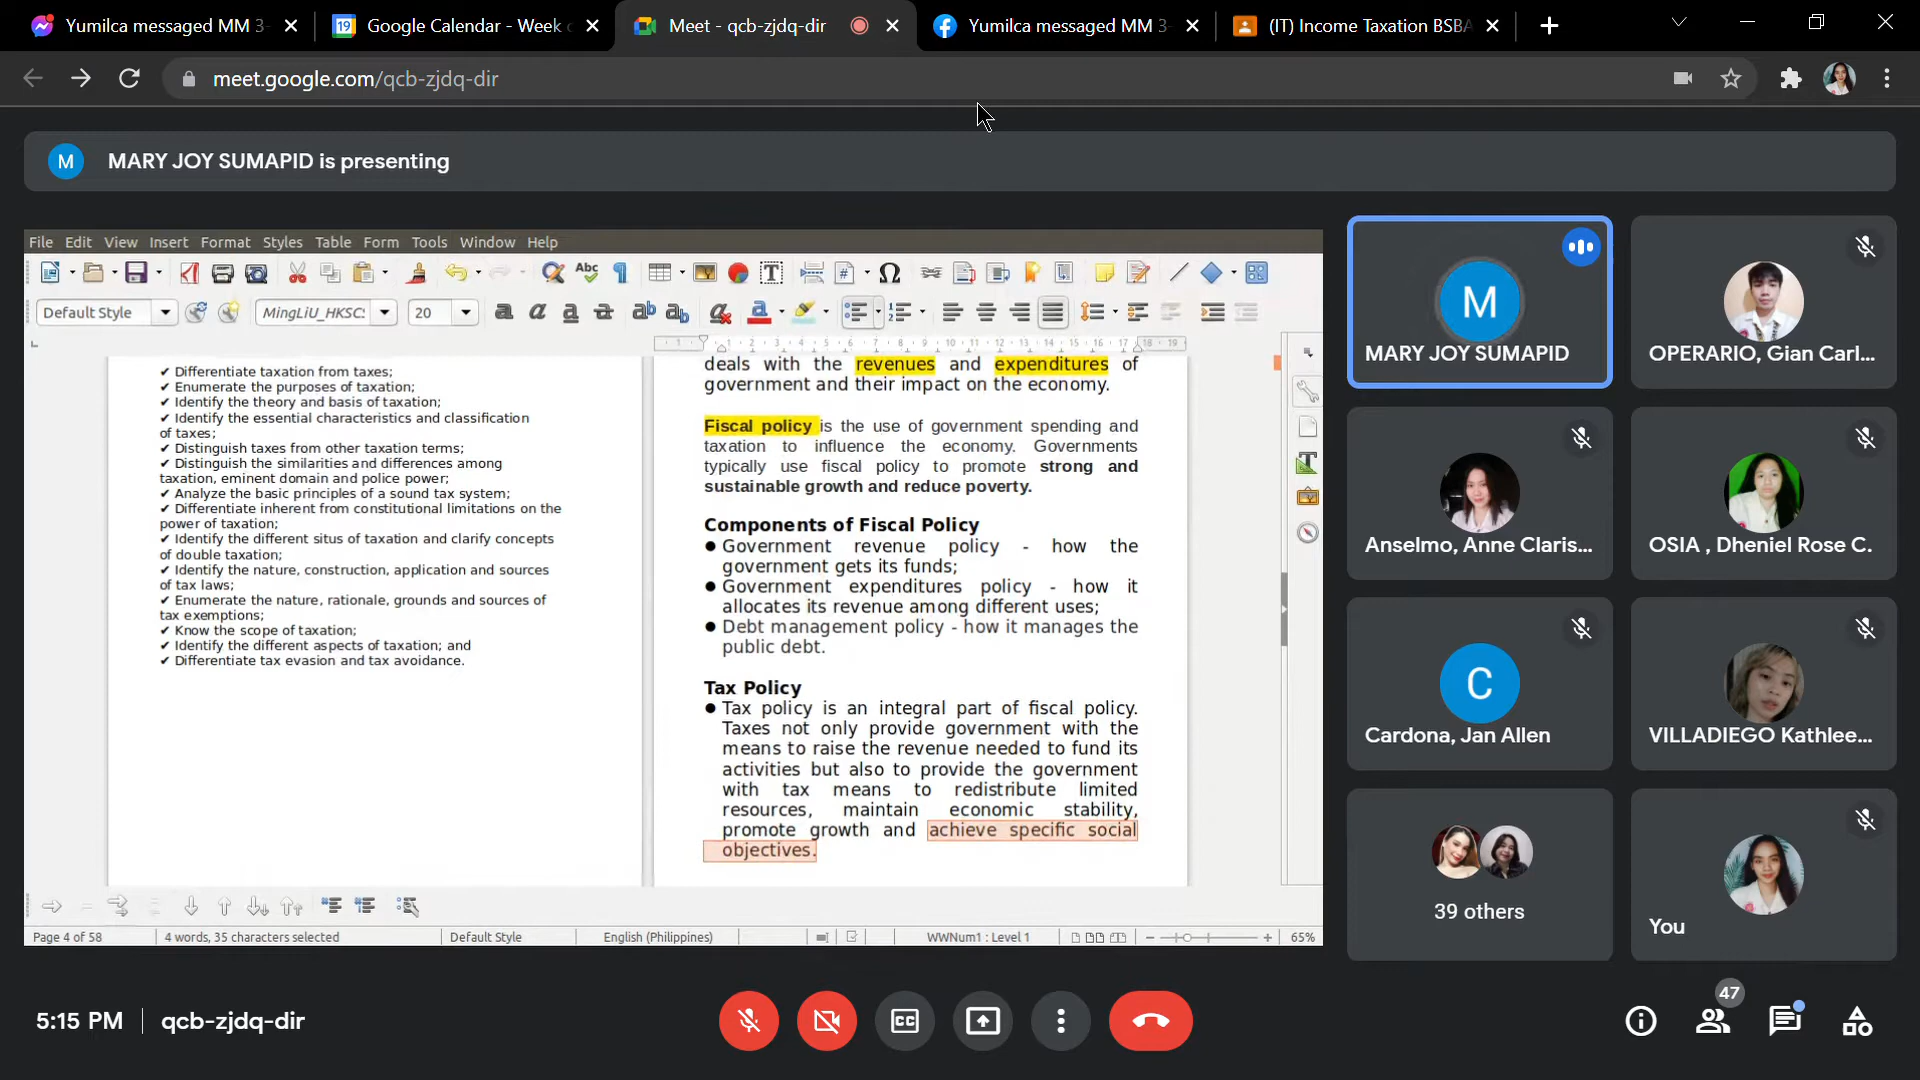 Yumilca messaged MM 3-
Google Calendar - Week o
Meet - qcb-zjdq-dir
Yumilca messaged MM 3-
(IT) Income Taxation BSBA
meet.google.com/qcb-zjdq-dir
M
MARY JOY SUMAPID is presenting
File Edit View Insert Format Styles Table Form Tools Window Help
Default Style
MingLiU_HKSC:
20
✔ Differentiate taxation from taxes;
✔ Enumerate the purposes of taxation;
✔ Identify the theory and basis of taxation;
✔ Identify the essential characteristics and classification
of taxes;
✔ Distinguish taxes from other taxation terms;
✔ Distinguish the similarities and differences among
taxation, eminent domain and police power;
✔ Analyze the basic principles of a sound tax system;
✔ Differentiate inherent from constitutional limitations on the
power of taxation;
✔ Identify the different situs of taxation and clarify concepts
of double taxation;
✔ Identify the nature, construction, application and sources
of tax laws;
✔ Enumerate the nature, rationale, grounds and sources of
tax exemptions;
✔ Know the scope of taxation;
✔ Identify the different aspects of taxation; and
✔ Differentiate tax evasion and tax avoidance.
deals with the revenues and expenditures of
government and their impact on the economy.
Fiscal policy is the use of government spending and
taxation to influence the economy. Governments
typically use fiscal policy to promote strong and
sustainable growth and reduce poverty.
Components of Fiscal Policy
● Government revenue policy - how the
government gets its funds;
● Government expenditures policy - how it
allocates its revenue among different uses;
● Debt management policy - how it manages the
public debt.
Tax Policy
● Tax policy is an integral part of fiscal policy.
Taxes not only provide government with the
means to raise the revenue needed to fund its
activities but also to provide the government
with tax means to redistribute limited
resources, maintain economic stability,
promote growth and achieve specific social
objectives.
Page 4 of 58
4 words, 35 characters selected
Default Style
English (Philippines)
WWNum1 : Level 1
65%
M
MARY JOY SUMAPID
OPERARIO, Gian Carl...
Anselmo, Anne Claris...
OSIA , Dheniel Rose C.
C
Cardona, Jan Allen
VILLADIEGO Kathlee...
39 others
You
5:15 PM
qcb-zjdq-dir
47